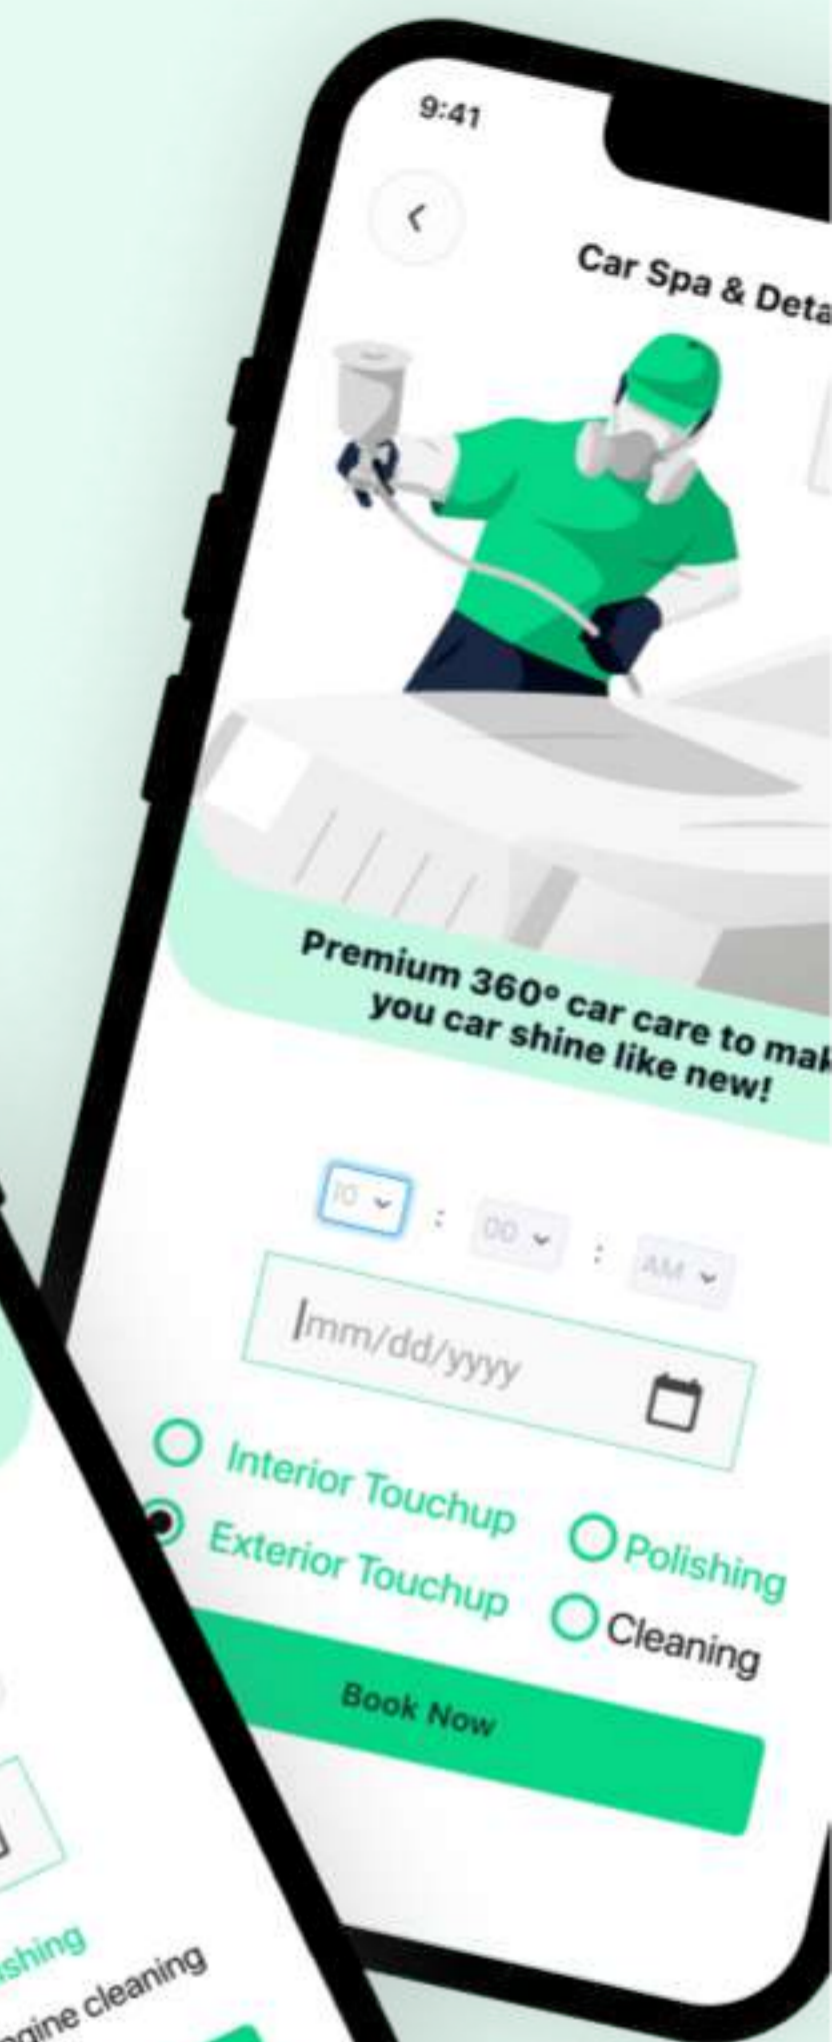 9:41
Car Spa & Deta
Premium 360° car care to mak
you car shine like new!
10 : 00 : AM
mm/dd/yyyy
Interior Touchup
Polishing
Exterior Touchup
Cleaning
Book Now
shing
gine cleaning